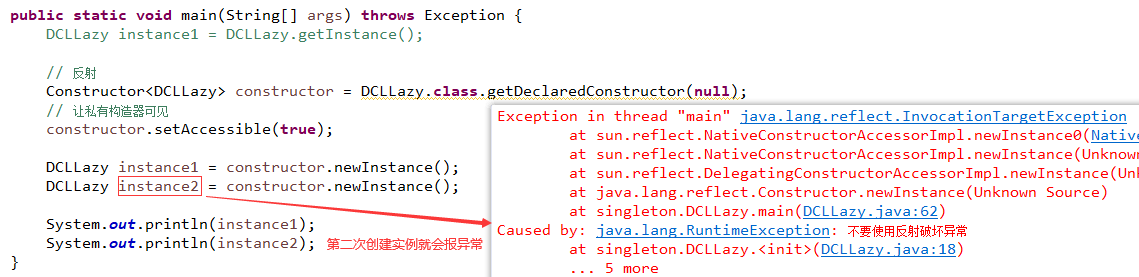 public static void main(String[] args) throws Exception {
DCLLazy instance1 = DCLLazy.getInstance();
// 反射
Constructor<DCLLazy> constructor = DCLLazy.class.getDeclaredConstructor(null);
// 让私有构造器可见
constructor.setAccessible(true);
DCLLazy instance1 = constructor.newInstance();
DCLLazy instance2 = constructor.newInstance();
System.out.println(instance1);
System.out.println(instance2); 第二次创建实例就会报异常
}
Exception in thread "main" java.lang.reflect.InvocationTargetException
at sun.reflect.NativeConstructorAccessorImpl.newInstance0(Native
at sun.reflect.NativeConstructorAccessorImpl.newInstance(Unknown
at sun.reflect.DelegatingConstructorAccessorImpl.newInstance(Unk
at java.lang.reflect.Constructor.newInstance(Unknown Source)
at singleton.DCLLazy.main(DCLLazy.java:62)
Caused by: java.lang.RuntimeException: 不要使用反射破坏异常
at singleton.DCLLazy.<init>(DCLLazy.java:18)
... 5 more